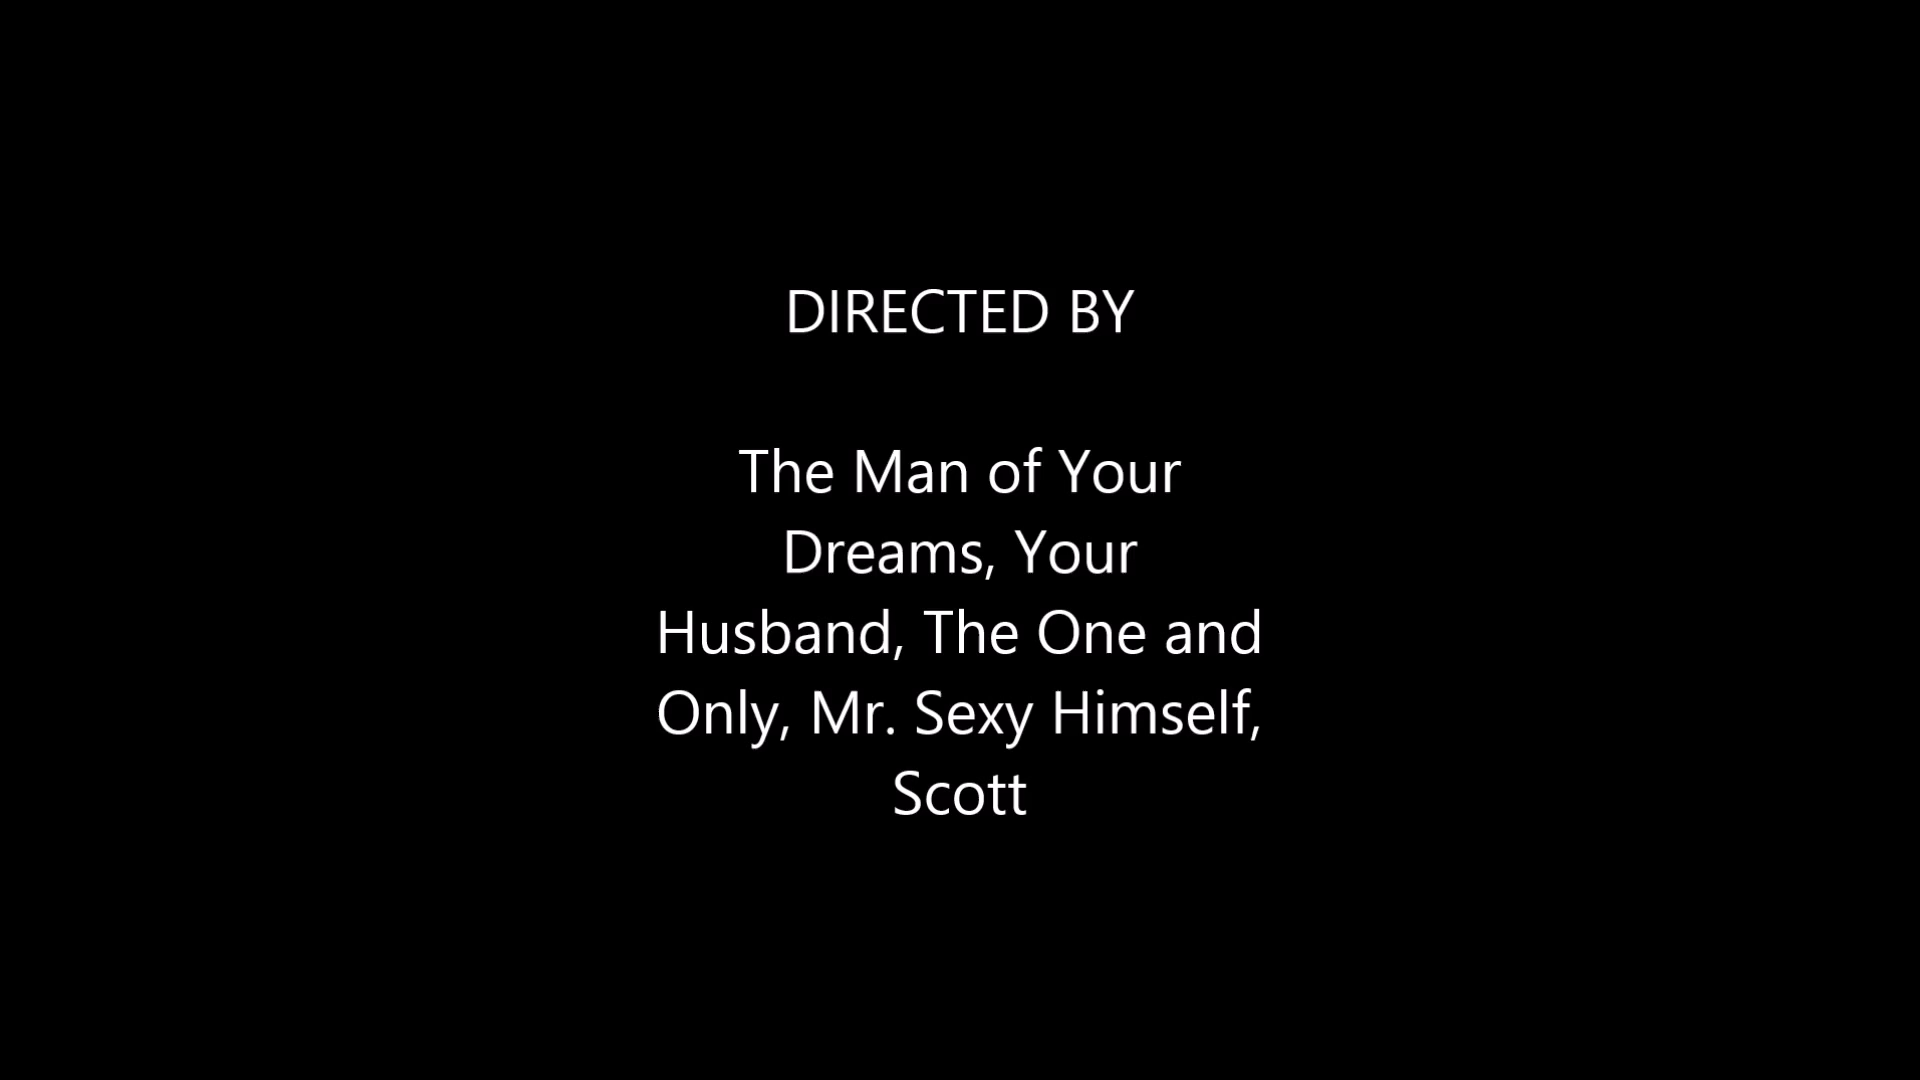 DIRECTED BY
The Man of Your
Dreams, Your
Husband, The One and
Only, Mr. Sexy Himself,
Scott